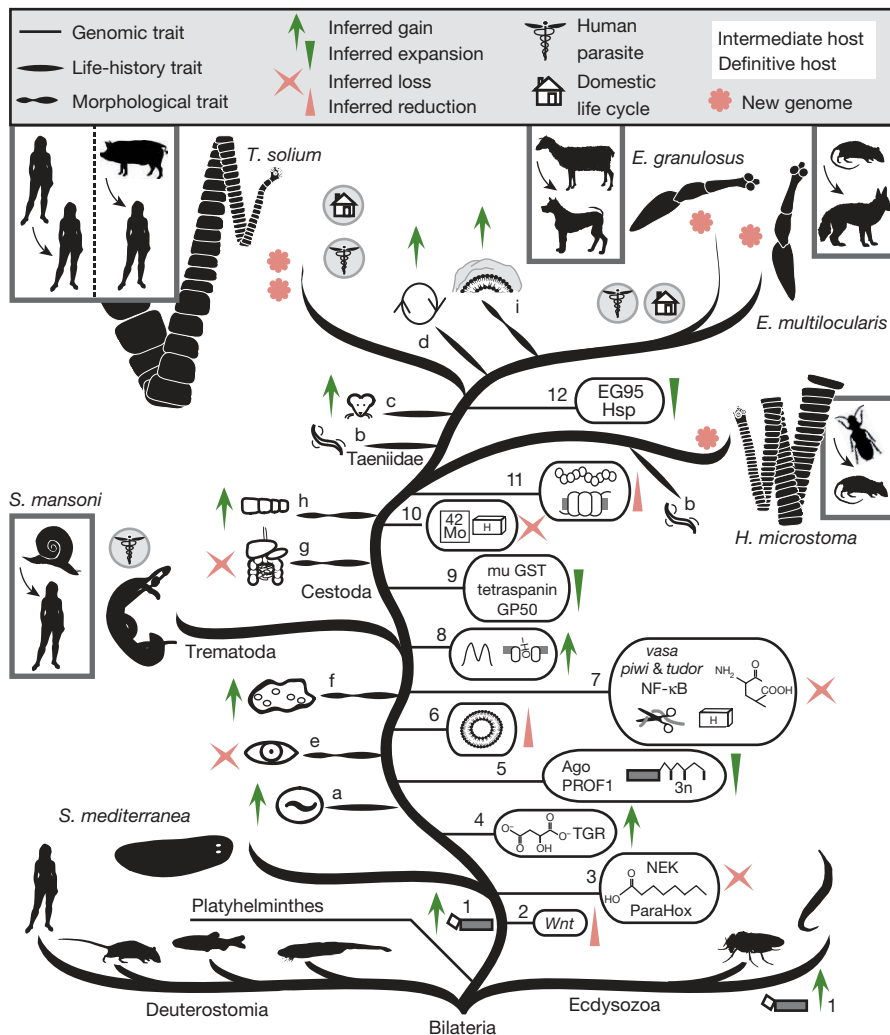 Genomic trait
Life-history trait
Morphological trait
Inferred gain
Inferred expansion
Inferred loss
Inferred reduction
Human
parasite
Domestic
life cycle
Intermediate host
Definitive host
New genome
T. solium
E. granulosus
E. multilocularis
i
d
12
EG95
Hsp
c
b
Taeniidae
11
b
H. microstoma
S. mansoni
h
10
42
Mo
H
g
Cestoda
9
mu GST
tetraspanin
GP50
8
H
Trematoda
7
vasa
piwi & tudor
NF-κB
NH2
O
COOH
H
f
6
e
5
Ago
PROF1
3n
a
4
O−
O
O
OH
O−
TGR
S. mediterranea
3
NEK
O
HO
ParaHox
Platyhelminthes
1
2
Wnt
Deuterostomia
Ecdysozoa
1
Bilateria